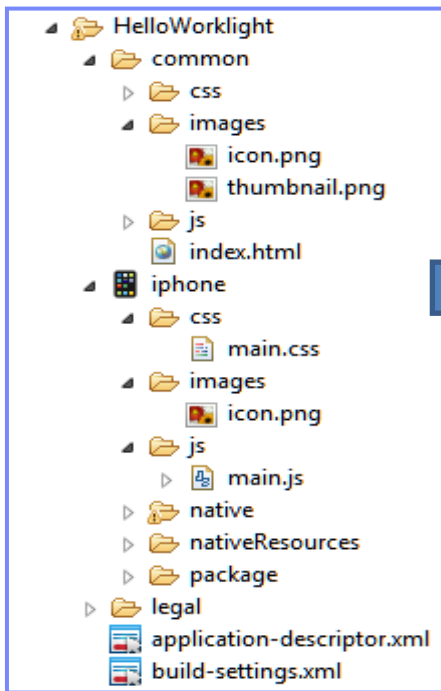 HelloWorklight
common
css
images
icon.png
thumbnail.png
js
index.html
iphone
css
main.css
images
icon.png
js
main.js
native
nativeResources
package
legal
application-descriptor.xml
build-settings.xml